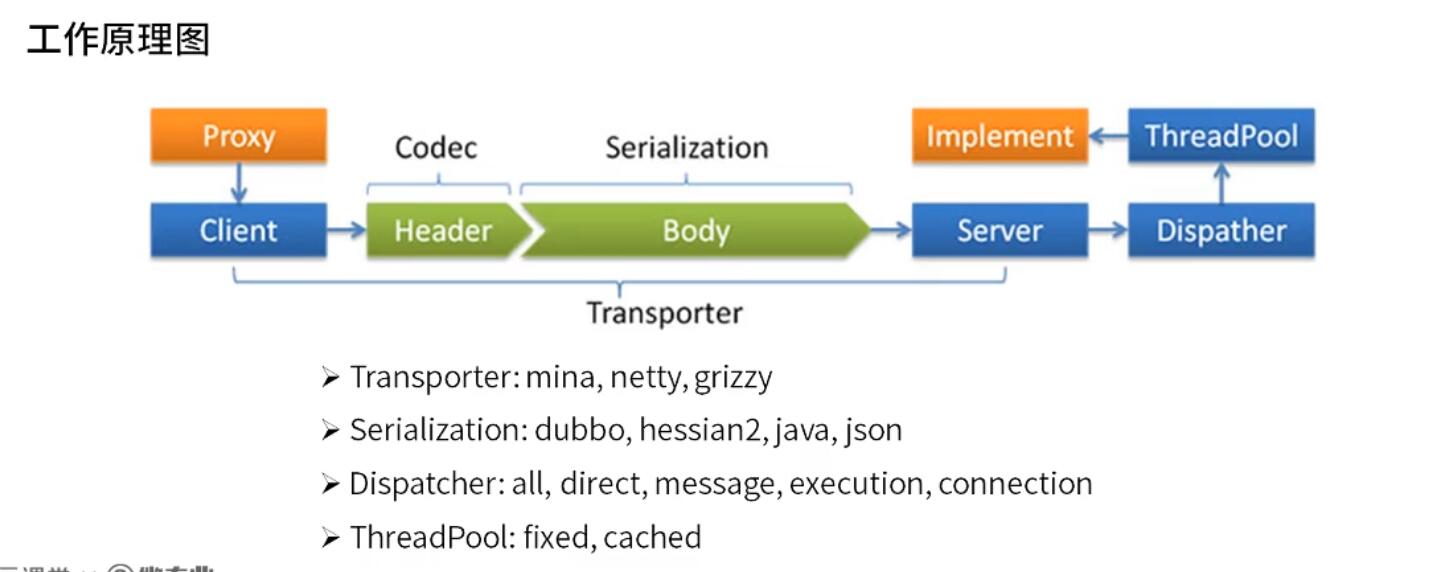 工作原理图
Proxy
Codec
Serialization
Implement
ThreadPool
Client
Header
Body
Server
Dispather
Transporter
➢ Transporter: mina, netty, grizzy
➢ Serialization: dubbo, hessian2, java, json
➢ Dispatcher: all, direct, message, execution, connection
➢ ThreadPool: fixed, cached